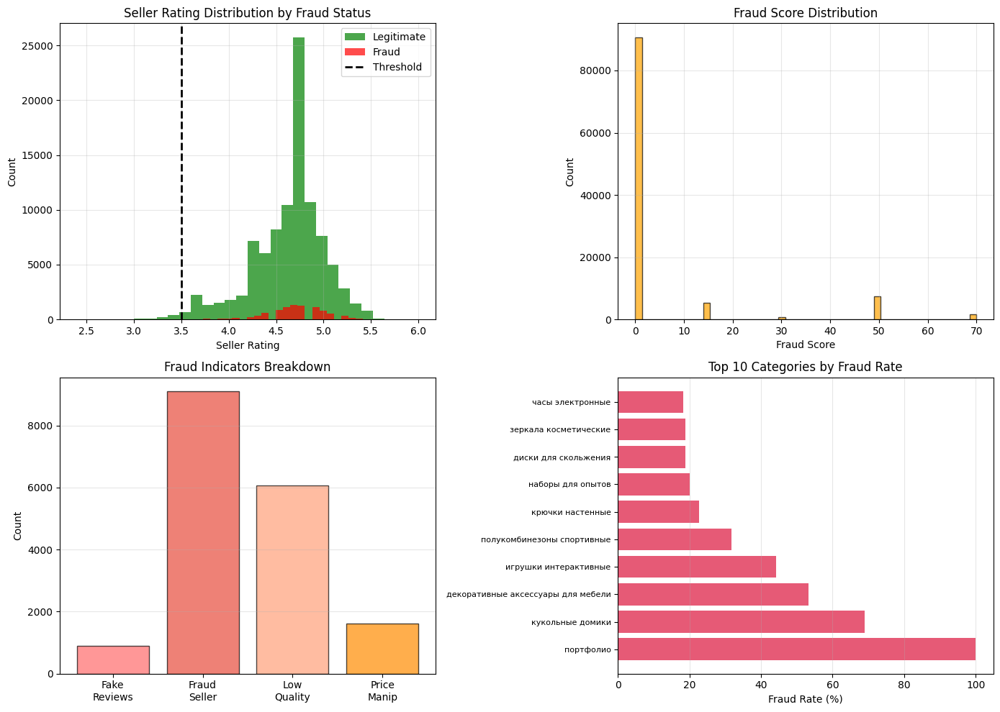 Seller Rating Distribution by Fraud Status
Count
25000
20000
15000
10000
5000
0
2.5 3.0 3.5 4.0 4.5 5.0 5.5 6.0
Seller Rating
Legitimate
Fraud
Threshold
Fraud Score Distribution
Count
80000
60000
40000
20000
0
0 10 20 30 40 50 60 70
Fraud Score
Fraud Indicators Breakdown
Count
8000
6000
4000
2000
0
Fake Reviews
Fraud Seller
Low Quality
Price Manip
Top 10 Categories by Fraud Rate
часы электронные
зеркала косметические
диски для скольжения
наборы для опытов
крючки настенные
полукомбинезоны спортивные
игрушки интерактивные
декоративные аксессуары для мебели
кукольные домики
портфолио
0 20 40 60 80 100
Fraud Rate (%)